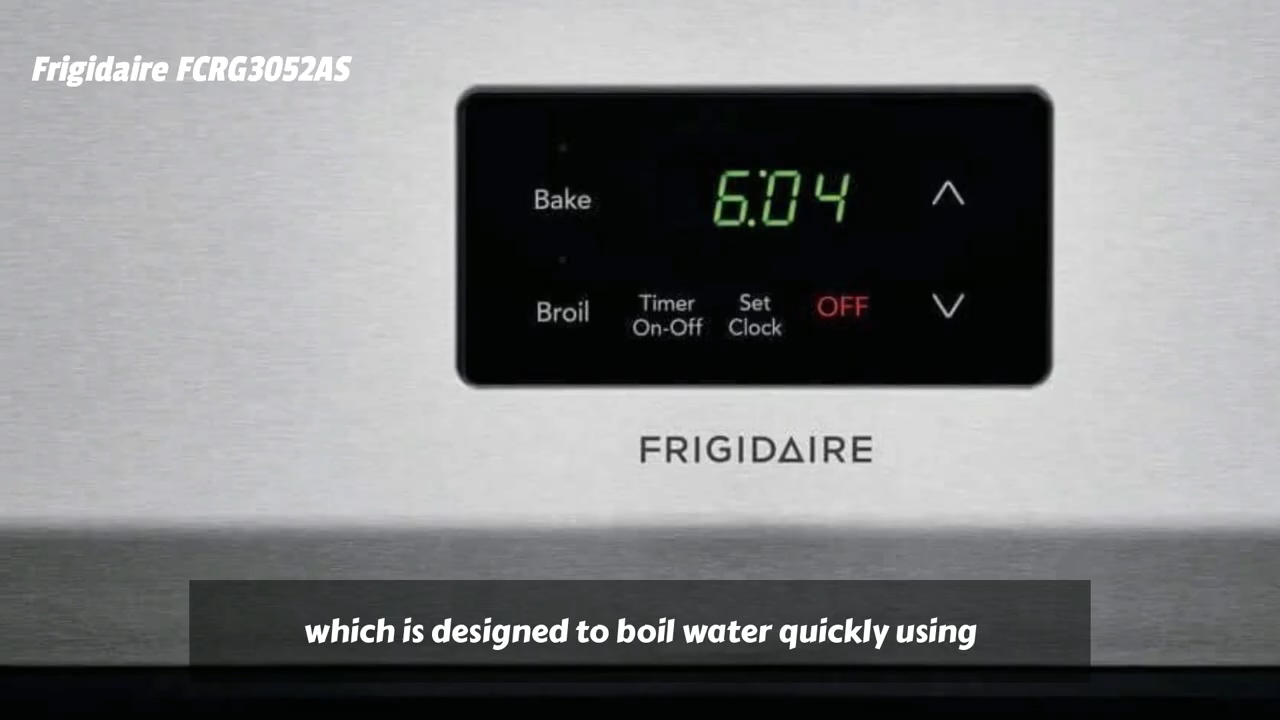 Frigidaire FCRG3052AS
Bake
6:04
Broil
Timer
On-Off
Set
Clock
OFF
FRIGIDAIRE
which is designed to boil water quickly using